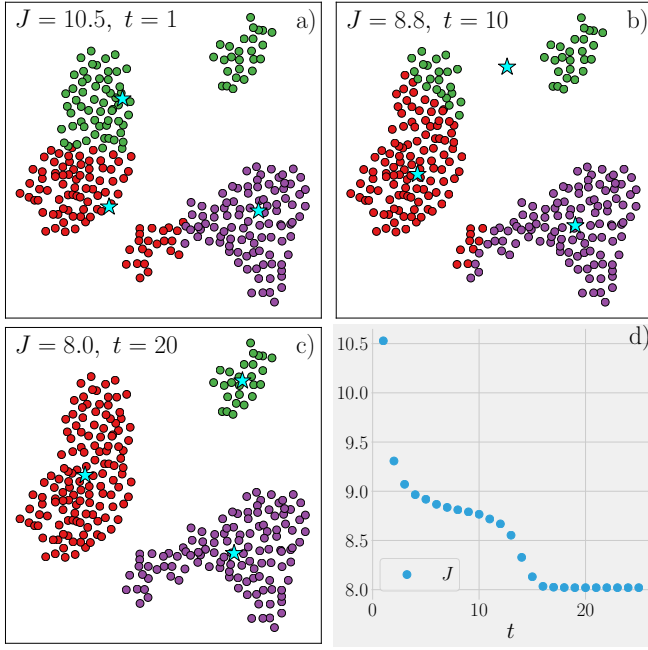 J = 10.5, t = 1
a)
J = 8.8, t = 10
b)
J = 8.0, t = 20
c)
d)
10.5
10.0
9.5
9.0
8.5
8.0
J
0
10
20
t